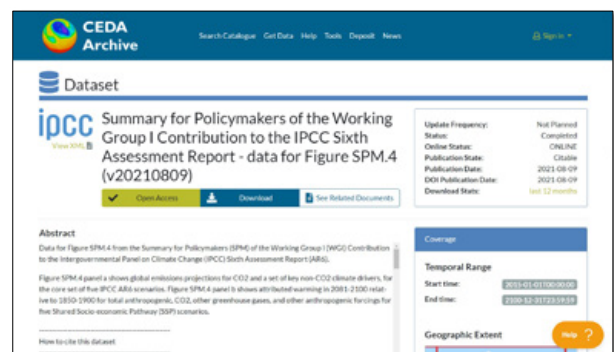 CEDA
Archive
Search Catalogue Get Data Help Tools Deposit News
Sign in
Dataset
ipcc
View XML
Summary for Policymakers of the Working
Group I Contribution to the IPCC Sixth
Assessment Report - data for Figure SPM.4
(v20210809)
Open Access
Download
See Related Documents
Update Frequency: Not Planned
Status: Completed
Online Status: ONLINE
Publication State: Citable
Publication Date: 2021-08-09
DOI Publication Date: 2021-08-09
Download Stats: last 12 months
Abstract
Data for Figure SPM.4 from the Summary for Policymakers (SPM) of the Working Group I (WGI) Contribution
to the Intergovernmental Panel on Climate Change (IPCC) Sixth Assessment Report (AR6).
Figure SPM.4 panel a shows global emissions projections for CO2 and a set of key non-CO2 climate drivers, for
the core set of five IPCC AR6 scenarios. Figure SPM.4 panel b shows attributed warming in 2081-2100 relat-
ive to 1850-1900 for total anthropogenic, CO2, other greenhouse gases, and other anthropogenic forcings for
five Shared Socio-economic Pathway (SSP) scenarios.
---------------------------------------------------
How to cite this dataset
Coverage
Temporal Range
Start time: 2015-01-01T00:00:00
End time: 2100-12-31T23:59:59
Geographic Extent
Help ?